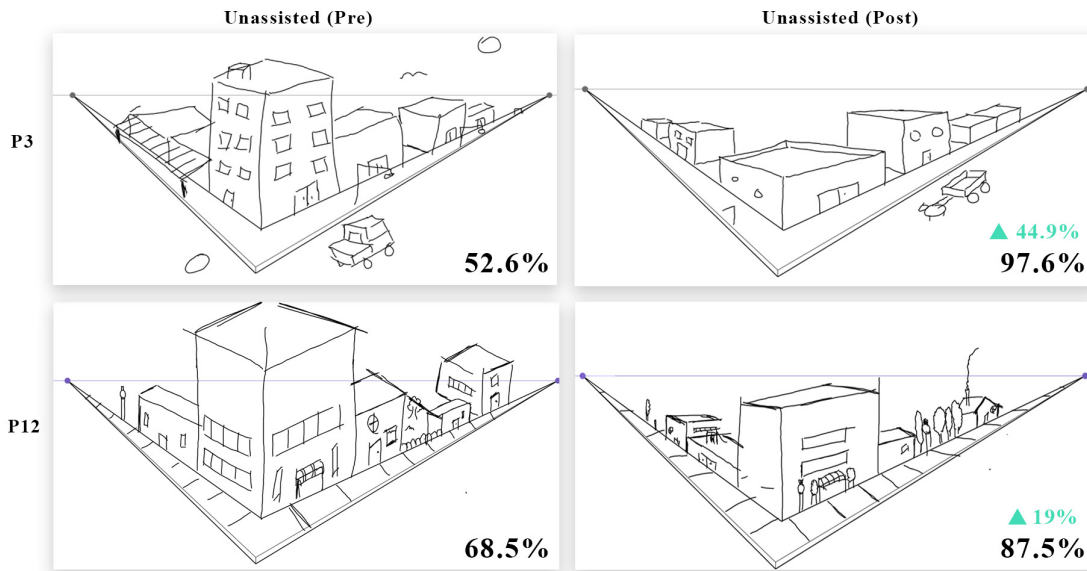 Unassisted (Pre)
Unassisted (Post)
P3
52.6%
▲ 44.9%
97.6%
P12
68.5%
▲ 19%
87.5%